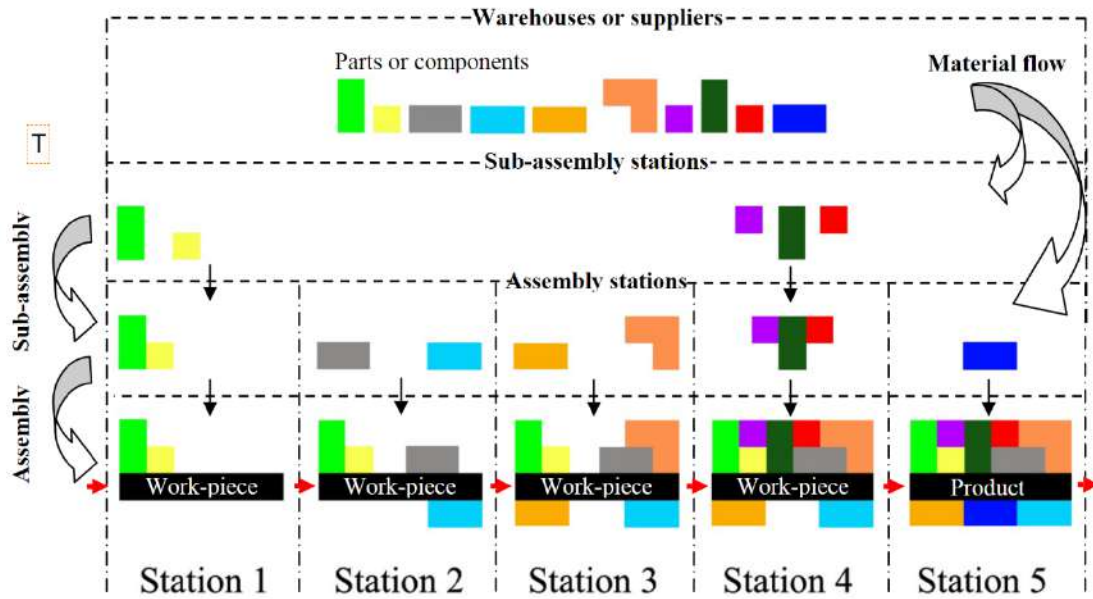 Warehouses or suppliers
Parts or components
Material flow
T
Sub-assembly stations
Sub-assembly
Assembly stations
Assembly
Work-piece
Work-piece
Work-piece
Work-piece
Product
Station 1
Station 2
Station 3
Station 4
Station 5